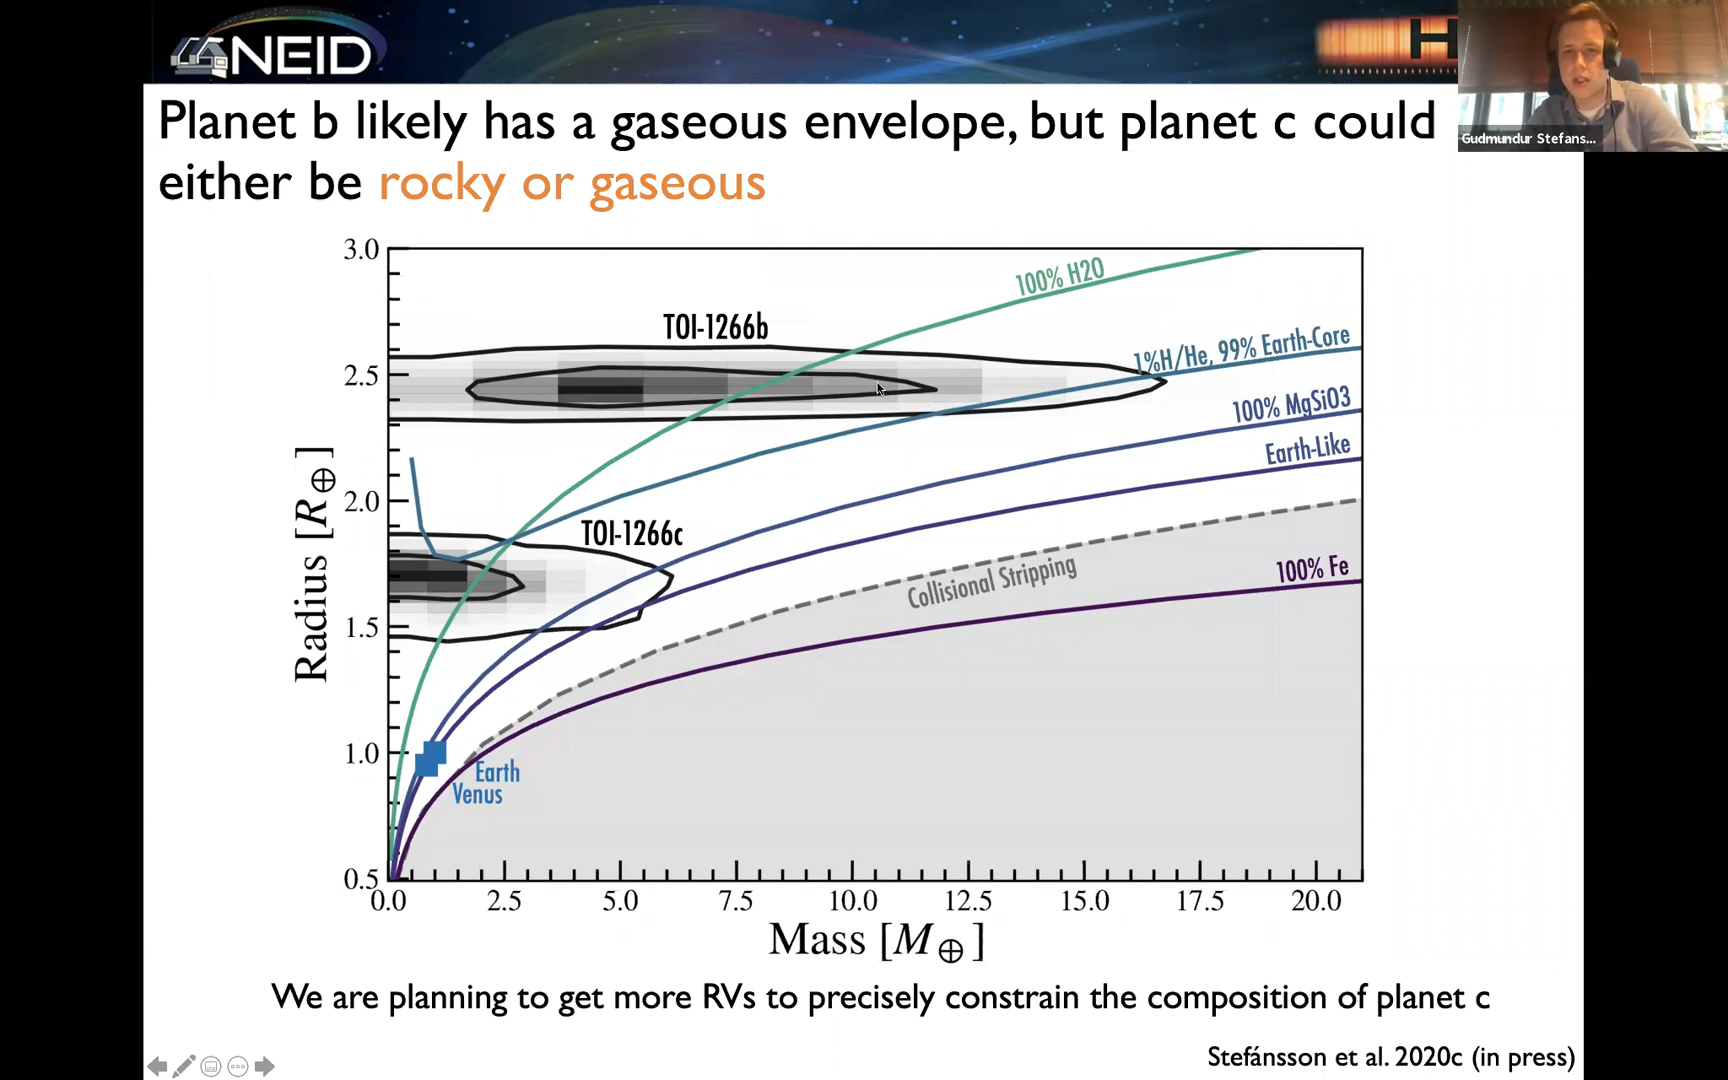 NEID
H
Gudmundur Stefans...
Planet b likely has a gaseous envelope, but planet c could
either be rocky or gaseous
3.0
100% H2O
TOI-1266b
1%H/He, 99% Earth-Core
2.5
100% MgSiO3
Earth-Like
2.0
TOI-1266c
Collisional Stripping
100% Fe
1.5
1.0
Earth
Venus
0.5
Radius [R⊕]
0.0 2.5 5.0 7.5 10.0 12.5 15.0 17.5 20.0
Mass [M⊕]
We are planning to get more RVs to precisely constrain the composition of planet c
Stefánsson et al. 2020c (in press)